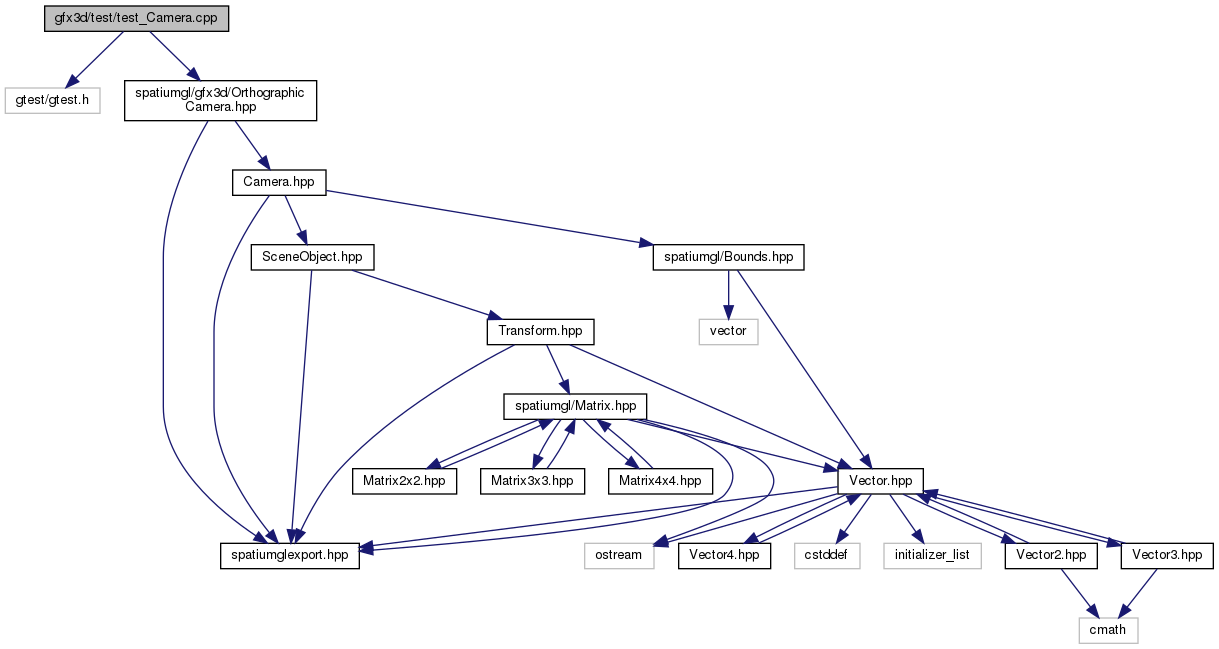 gfx3d/test/test_Camera.cpp
gtest/gtest.h
spatiumgl/gfx3d/Orthographic
Camera.hpp
Camera.hpp
SceneObject.hpp
spatiumgl/Bounds.hpp
Transform.hpp
vector
spatiumgl/Matrix.hpp
Matrix2x2.hpp
Matrix3x3.hpp
Matrix4x4.hpp
Vector.hpp
spatiumglexport.hpp
ostream
Vector4.hpp
cstddef
initializer_list
Vector2.hpp
Vector3.hpp
cmath